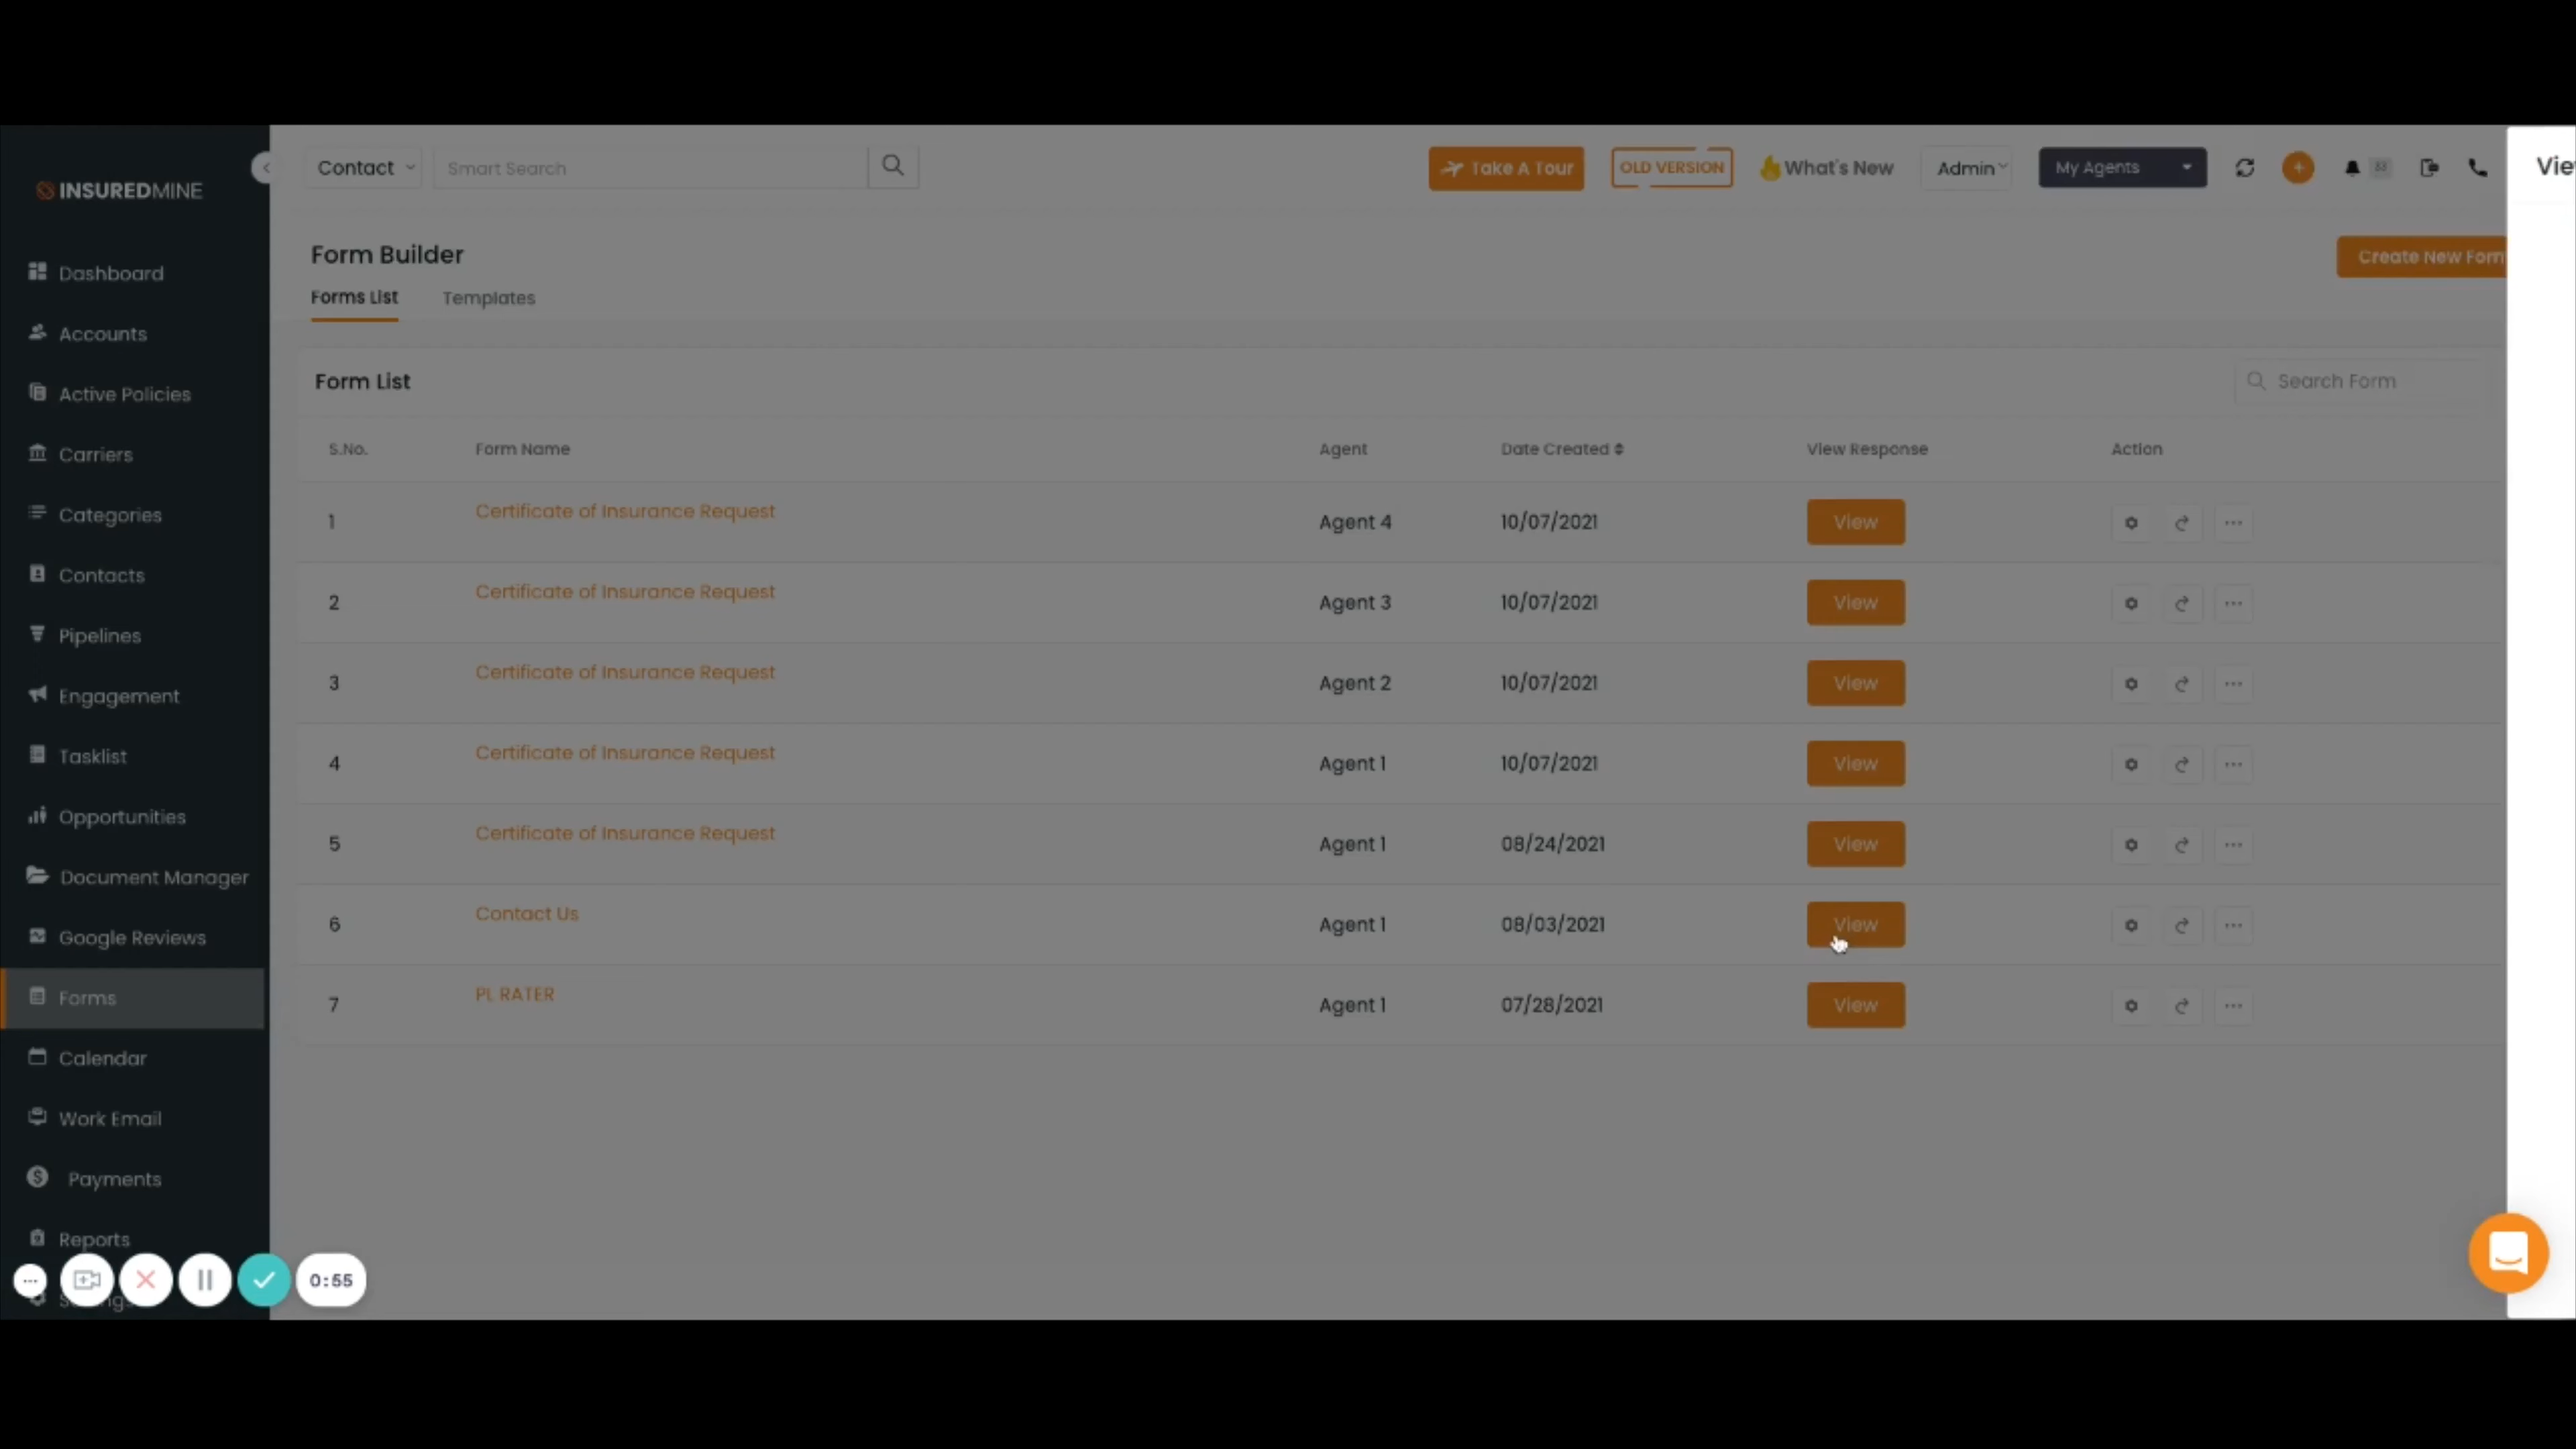 INSUREDMINE
Contact
Smart Search
Take A Tour
OLD VERSION
What's New
Admin
My Agents
33
Vie
Form Builder
Create New Form
Forms List
Templates
Form List
Search Form
S.No.
Form Name
Agent
Date Created
View Response
Action
1 Certificate of Insurance Request Agent 4 10/07/2021 View
2 Certificate of Insurance Request Agent 3 10/07/2021 View
3 Certificate of Insurance Request Agent 2 10/07/2021 View
4 Certificate of Insurance Request Agent 1 10/07/2021 View
5 Certificate of Insurance Request Agent 1 08/24/2021 View
6 Contact Us Agent 1 08/03/2021 View
7 PL RATER Agent 1 07/28/2021 View
Dashboard
Accounts
Active Policies
Carriers
Categories
Contacts
Pipelines
Engagement
Tasklist
Opportunities
Document Manager
Google Reviews
Forms
Calendar
Work Email
Payments
Reports
0:55